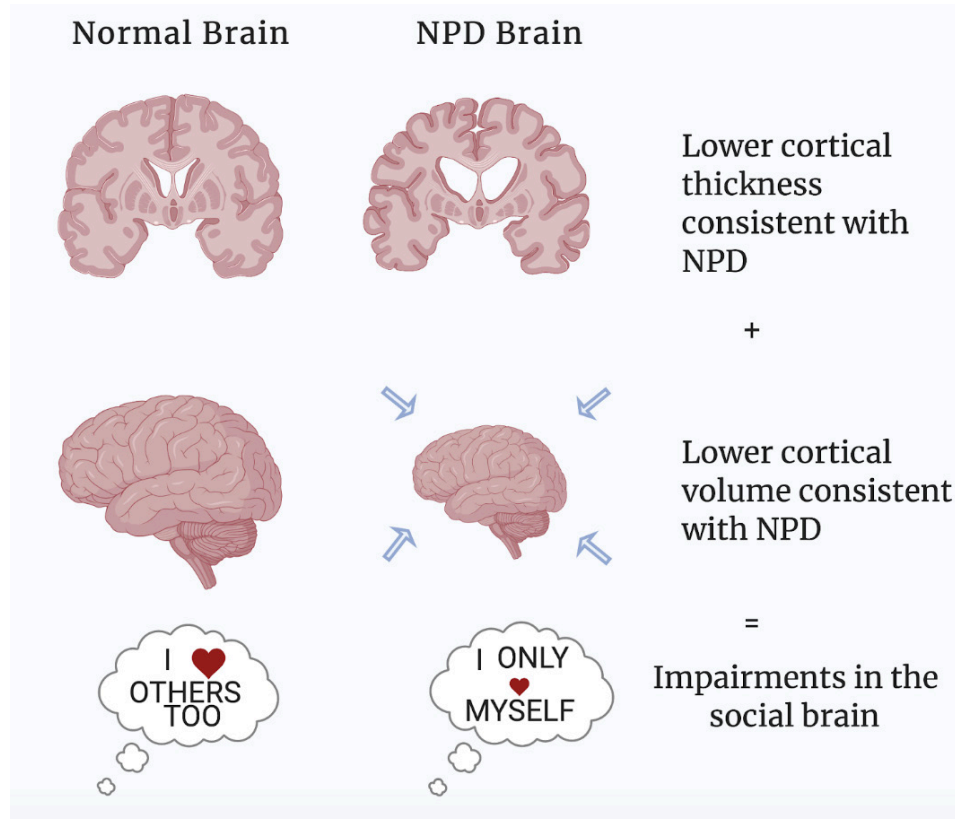 Normal Brain
NPD Brain
Lower cortical
thickness
consistent with
NPD
+
Lower cortical
volume consistent
with NPD
=
I ♥
OTHERS
TOO
I ONLY
♥
MYSELF
Impairments in the
social brain